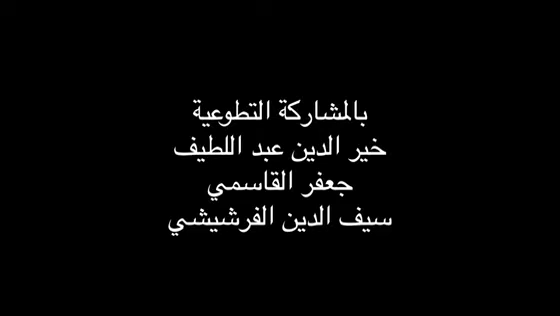 بالمشاركة التطوعية
خير الدين عبد اللطيف
جعفر القاسمي
سيف الدين الفرشيشي